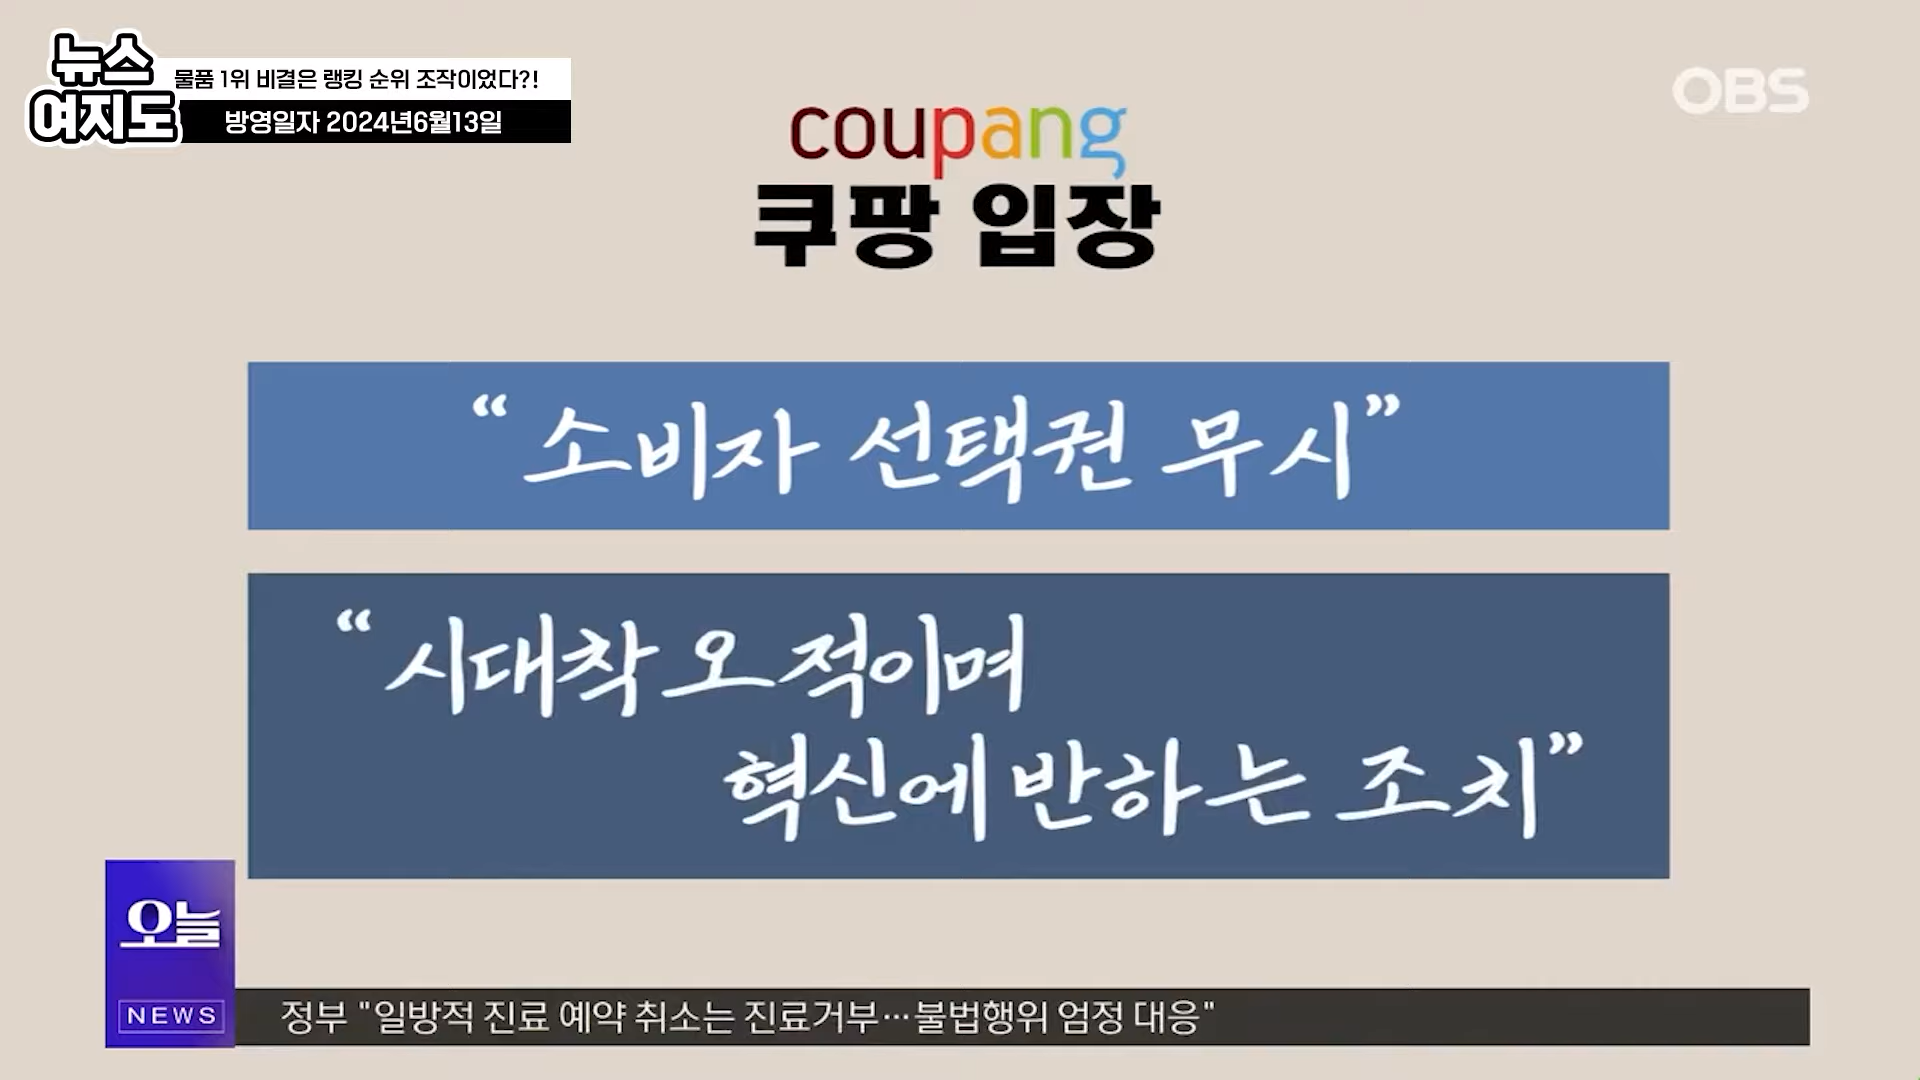 뉴스
여지도
물품 1위 비결은 랭킹 순위 조작이었다?!
방영일자 2024년6월13일
OBS
coupang
쿠팡 입장
“소비자 선택권 무시”
“시대착오적이며
혁신에 반하는 조치”
오늘
NEWS
정부 "일방적 진료 예약 취소는 진료거부…불법행위 엄정 대응"